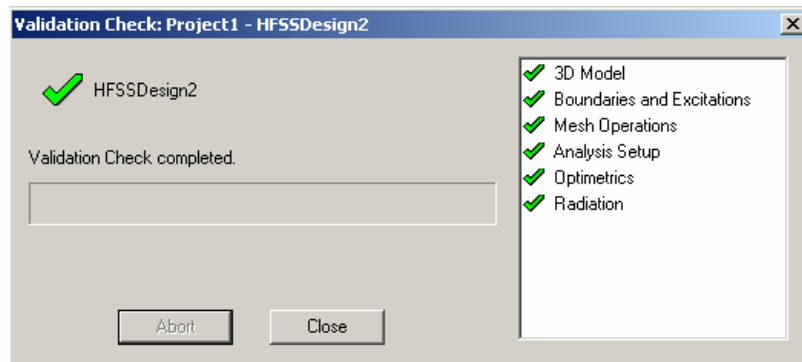 Validation Check: Project1 - HFSSDesign2
HFSSDesign2
Validation Check completed.
Abort
Close
3D Model
Boundaries and Excitations
Mesh Operations
Analysis Setup
Optimetrics
Radiation